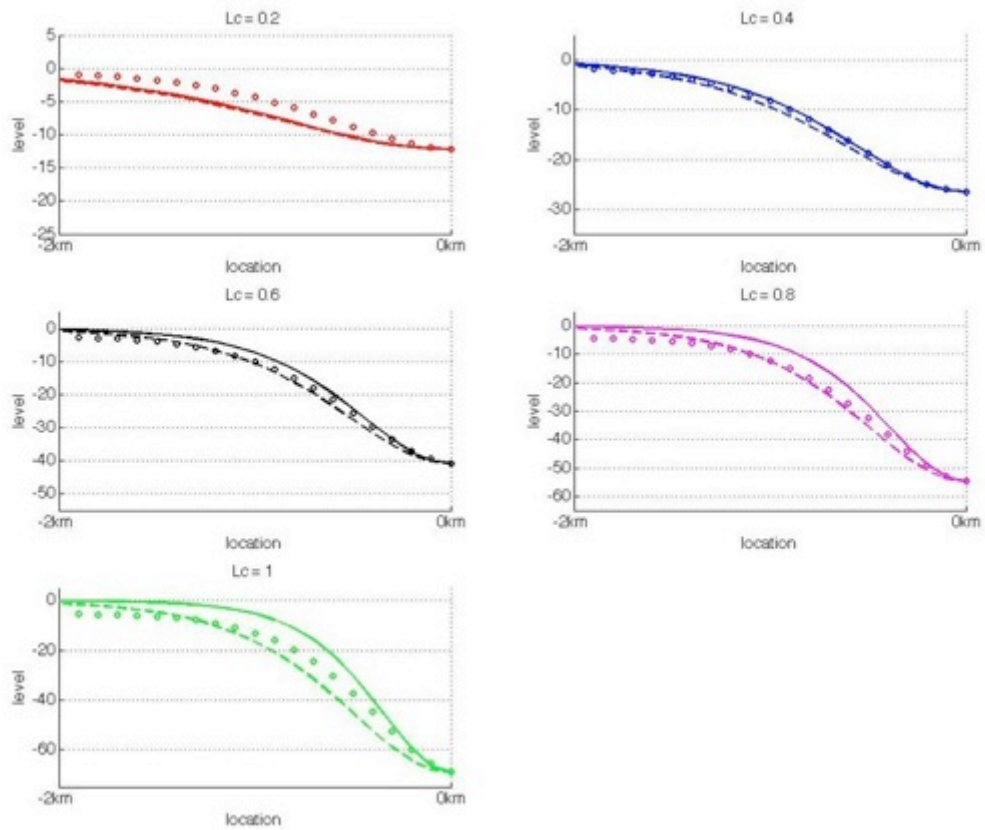 Lc = 0.2
5
0
-5
-10
-15
-20
-25
level
-2km
0km
location
Lc = 0.4
0
-10
-20
-30
level
-2km
0km
location
Lc = 0.6
0
-10
-20
-30
-40
-50
level
-2km
0km
location
Lc = 0.8
0
-10
-20
-30
-40
-50
-60
level
-2km
0km
location
Lc = 1
0
-20
-40
-60
level
-2km
0km
location